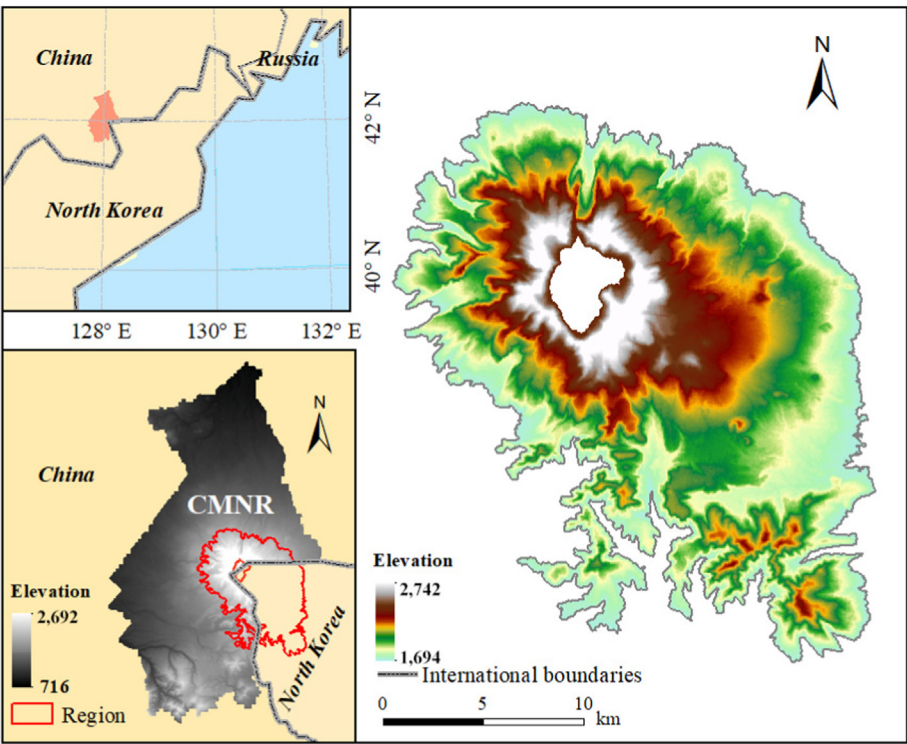 China
Russia
North Korea
42° N
40° N
128° E
130° E
132° E
N
China
CMNR
Elevation
2,692
716
Region
North Korea
N
Elevation
2,742
1,694
International boundaries
0
5
10
km